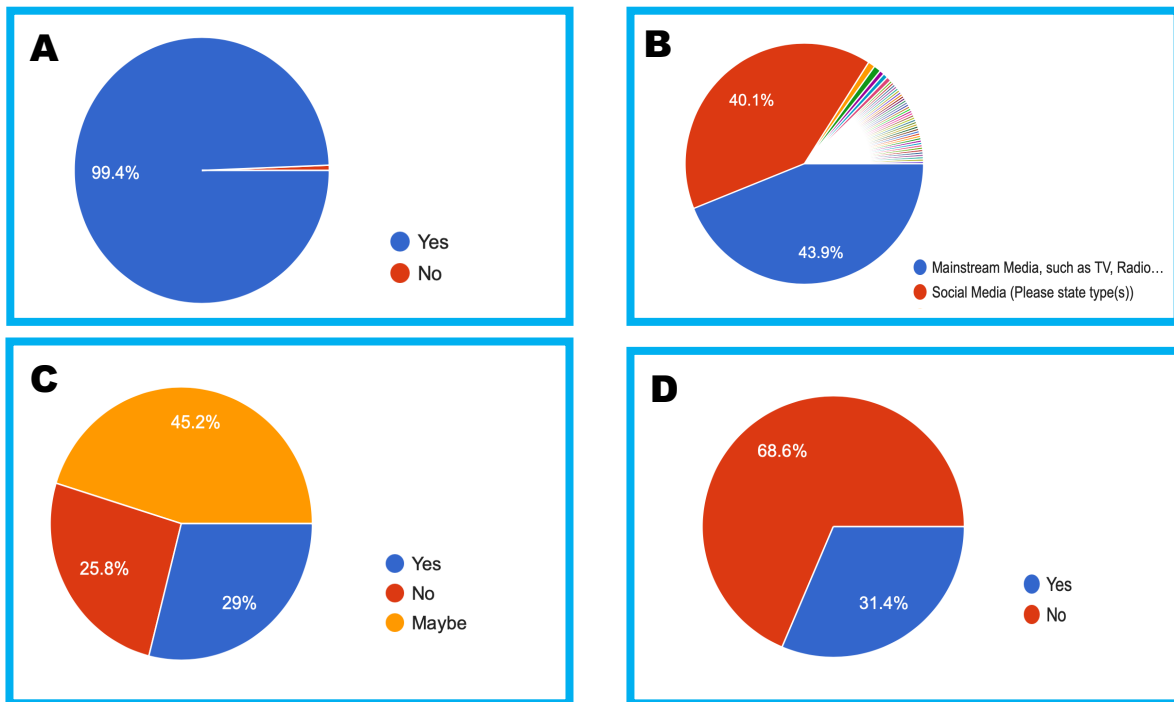 A
99.4%
Yes
No
B
40.1%
43.9%
Mainstream Media, such as TV, Radio…
Social Media (Please state type(s))
C
45.2%
25.8%
29%
Yes
No
Maybe
D
68.6%
31.4%
Yes
No